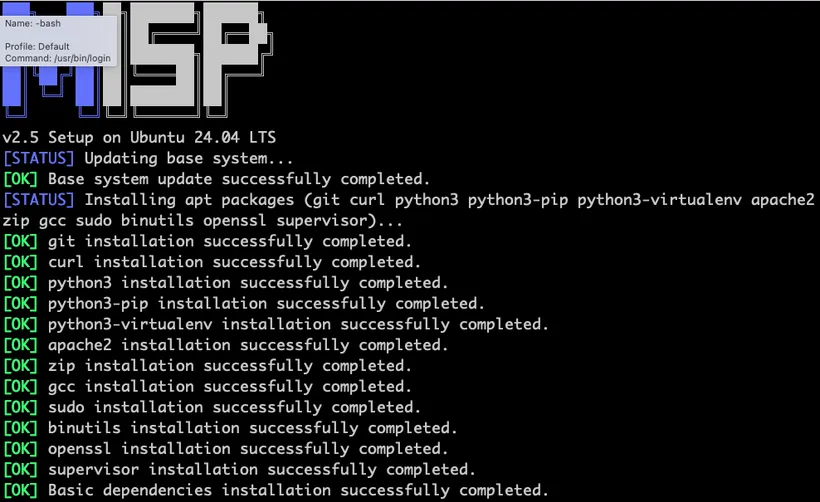 MISP
Name: -bash
Profile: Default
Command: /usr/bin/login
v2.5 Setup on Ubuntu 24.04 LTS
[STATUS] Updating base system...
[OK] Base system update successfully completed.
[STATUS] Installing apt packages (git curl python3 python3-pip python3-virtualenv apache2
zip gcc sudo binutils openssl supervisor)...
[OK] git installation successfully completed.
[OK] curl installation successfully completed.
[OK] python3 installation successfully completed.
[OK] python3-pip installation successfully completed.
[OK] python3-virtualenv installation successfully completed.
[OK] apache2 installation successfully completed.
[OK] zip installation successfully completed.
[OK] gcc installation successfully completed.
[OK] sudo installation successfully completed.
[OK] binutils installation successfully completed.
[OK] openssl installation successfully completed.
[OK] supervisor installation successfully completed.
[OK] Basic dependencies installation successfully completed.